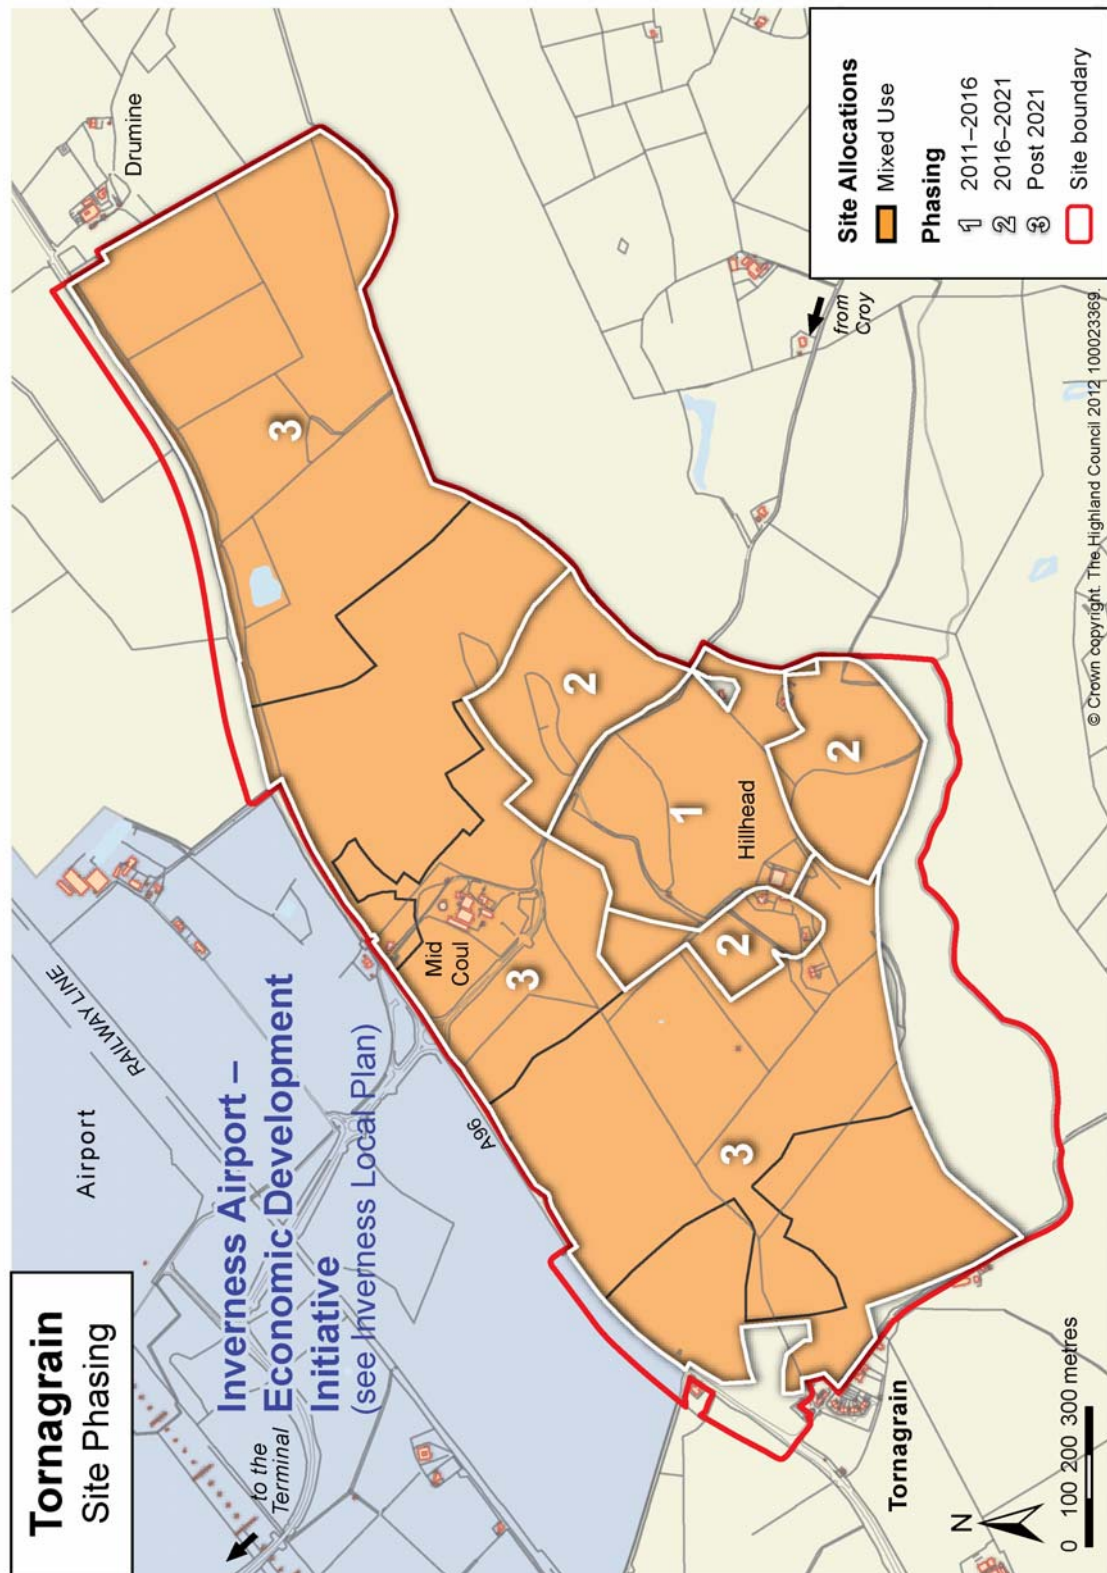 Tornagrain
Site Phasing
to the
Terminal
Airport
RAILWAY LINE
Inverness Airport –
Economic Development
Initiative
(see Inverness Local Plan)
A96
Drumine
3
Mid
Coul
3
2
1
Hillhead
2
2
3
from
Croy
Tornagrain
N
0 100 200 300 metres
Site Allocations
Mixed Use
Phasing
1 2011–2016
2 2016–2021
3 Post 2021
Site boundary
© Crown copyright. The Highland Council 2012 100023369.